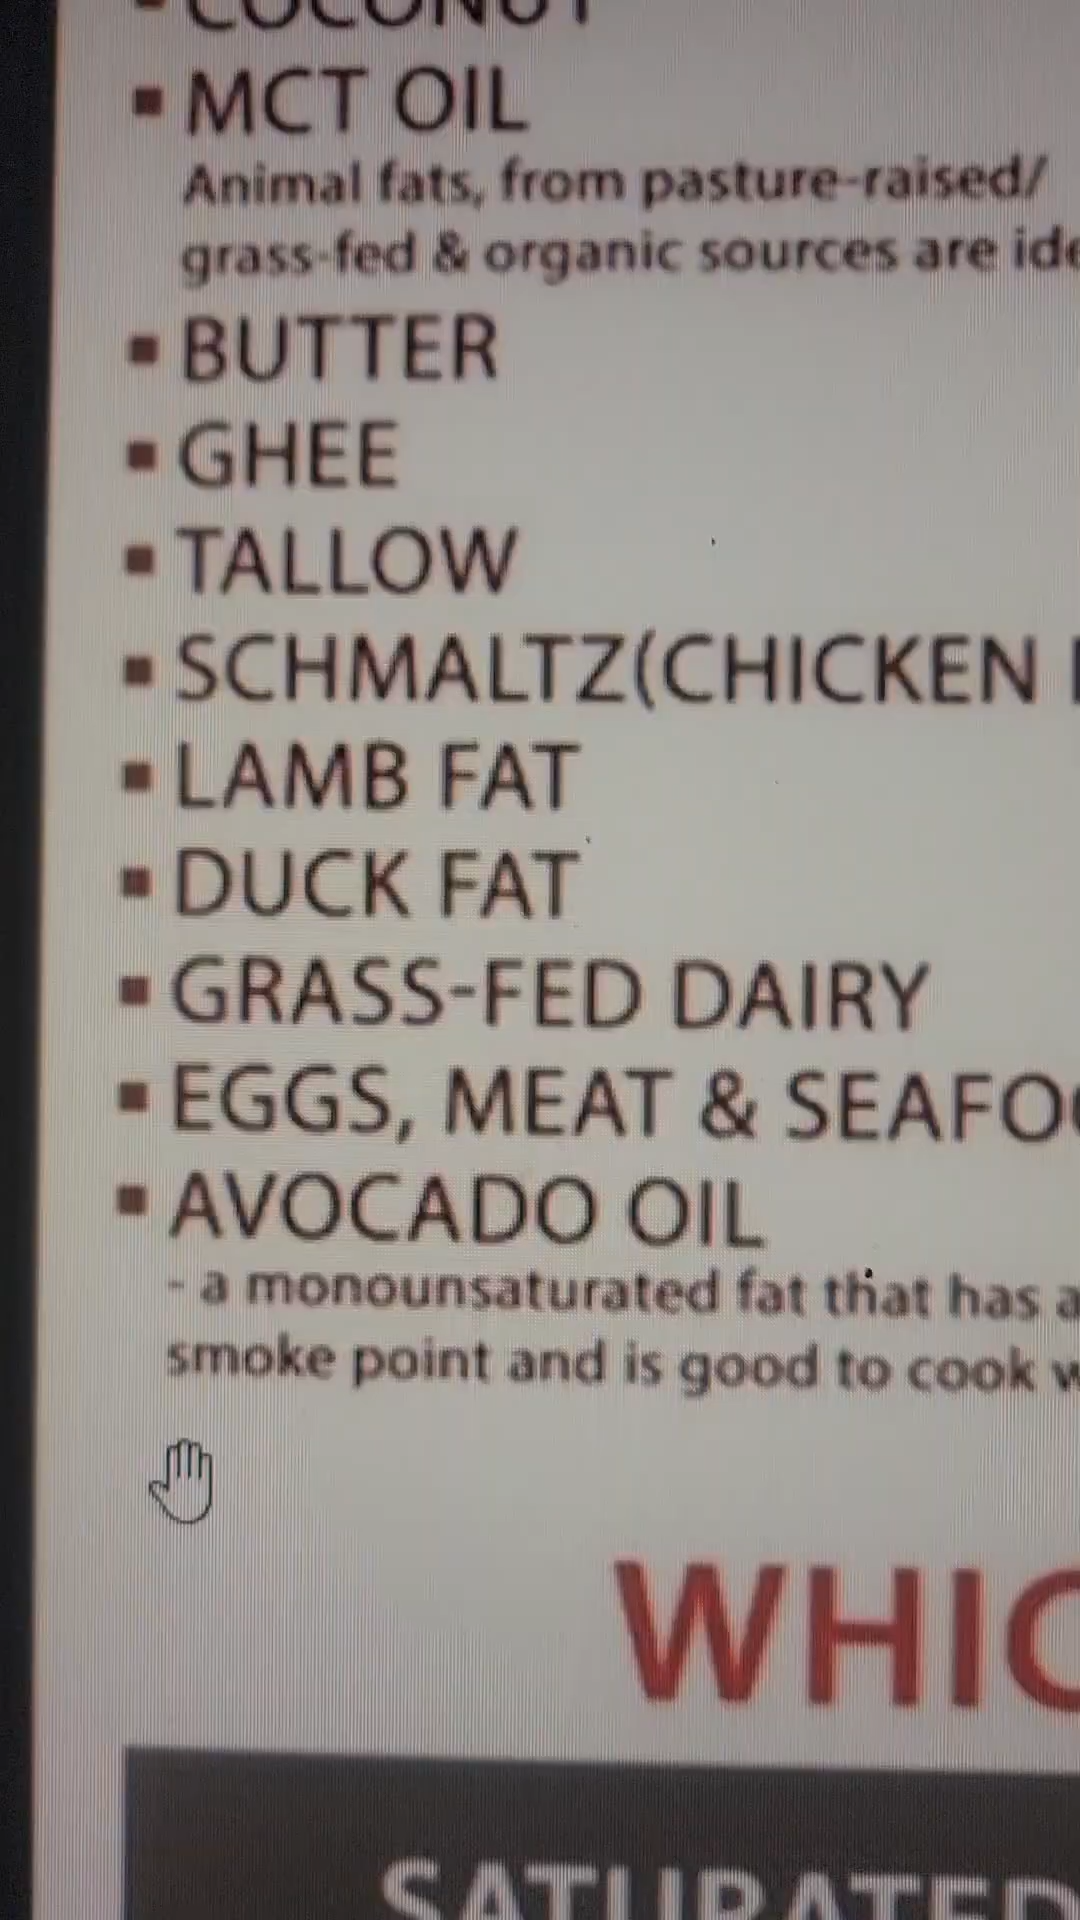 COCONUT
MCT OIL
Animal fats, from pasture-raised/
grass-fed & organic sources are
BUTTER
GHEE
TALLOW
SCHMALTZ(CHICKEN
LAMB FAT
DUCK FAT
GRASS-FED DAIRY
EGGS, MEAT &
AVOCADO OIL
- a monounsaturated fat that has a
smoke point and is good to cook
SATURATED